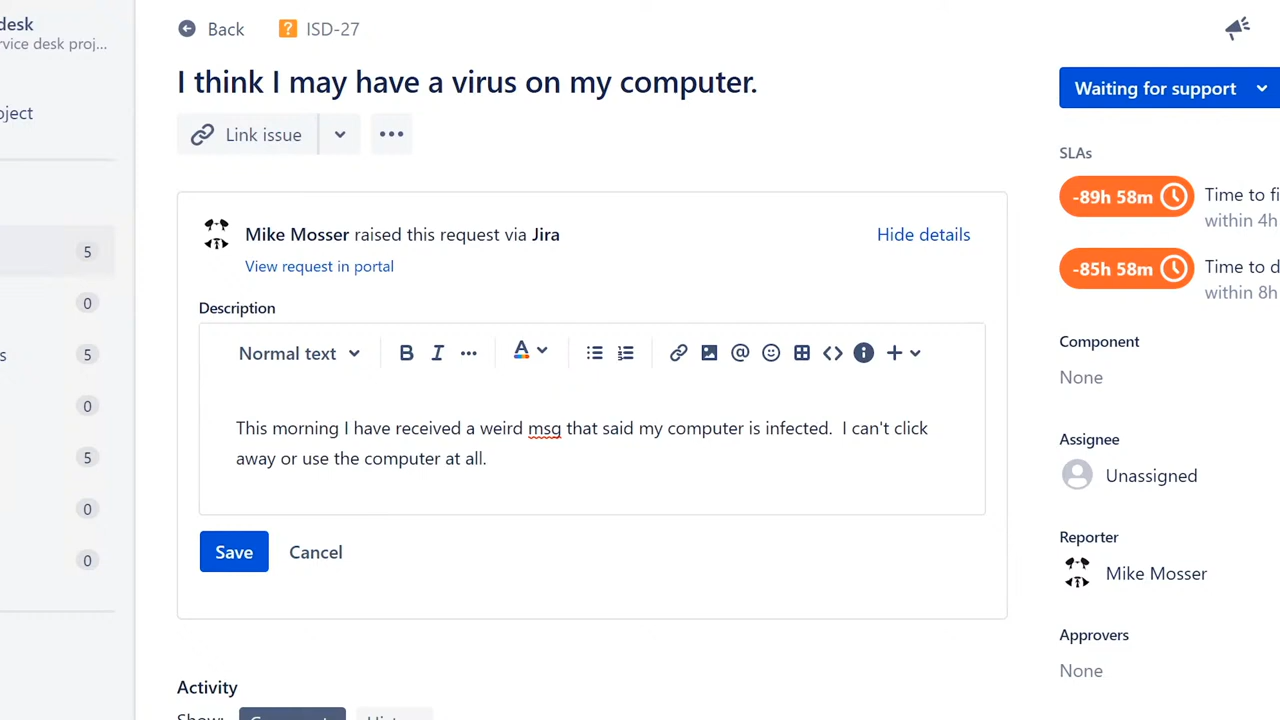 desk
rvice desk proj...
oject
5
0
s
5
0
5
0
0
Back
ISD-27
I think I may have a virus on my computer.
Link issue
Mike Mosser raised this request via Jira
Hide details
View request in portal
Description
Normal text
B I
A
@
This morning I have received a weird msg that said my computer is infected.  I can't click
away or use the computer at all.
Save
Cancel
Activity
Show:
Waiting for support
SLAs
-89h 58m
Time to fi
within 4h
-85h 58m
Time to d
within 8h
Component
None
Assignee
Unassigned
Reporter
Mike Mosser
Approvers
None